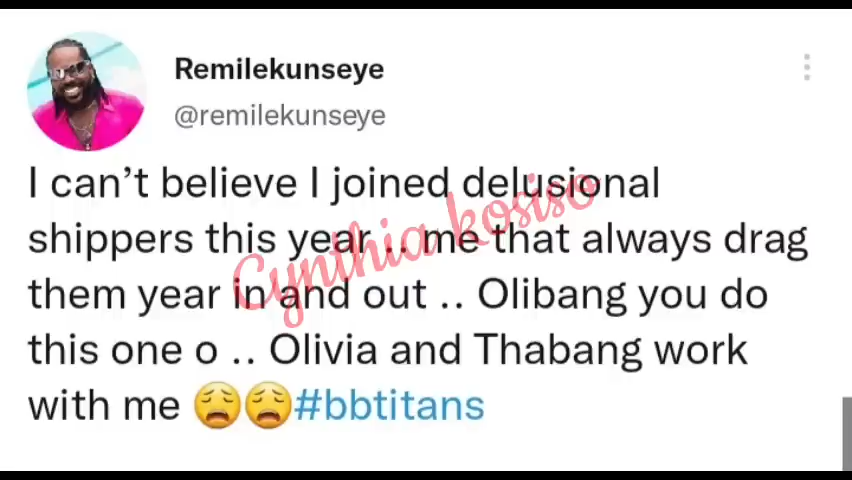 Remilekunseye
@remilekunseye
I can't believe I joined delusional
shippers this year .. me that always drag
them year in and out .. Olibang you do
this one o .. Olivia and Thabang work
with me 😩😩#bbtitans
Cynthia kosiso